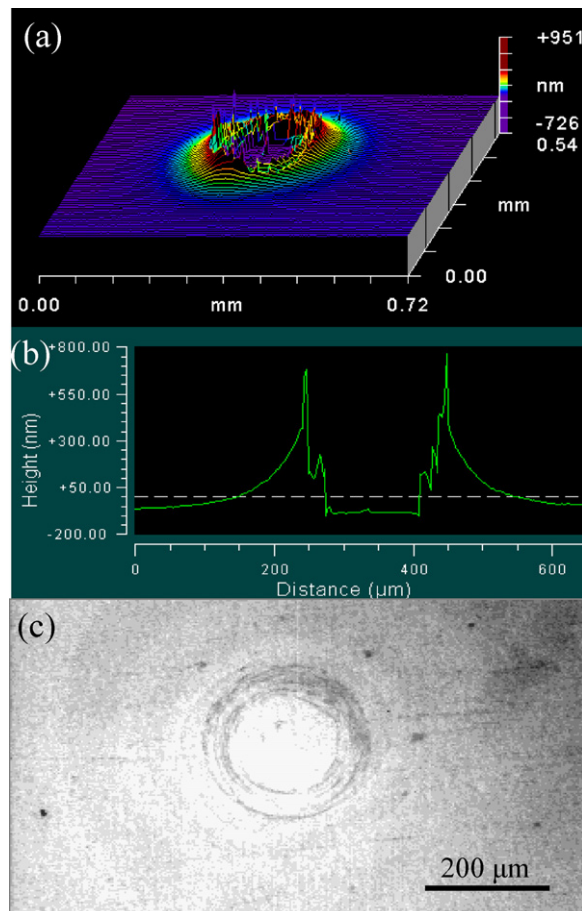 (a)
+951
nm
-726
0.54
mm
0.00
0.00
mm
0.72
(b)
+800.00
+550.00
+300.00
+50.00
-200.00
Height (nm)
0
200
400
600
Distance (µm)
(c)
200 µm